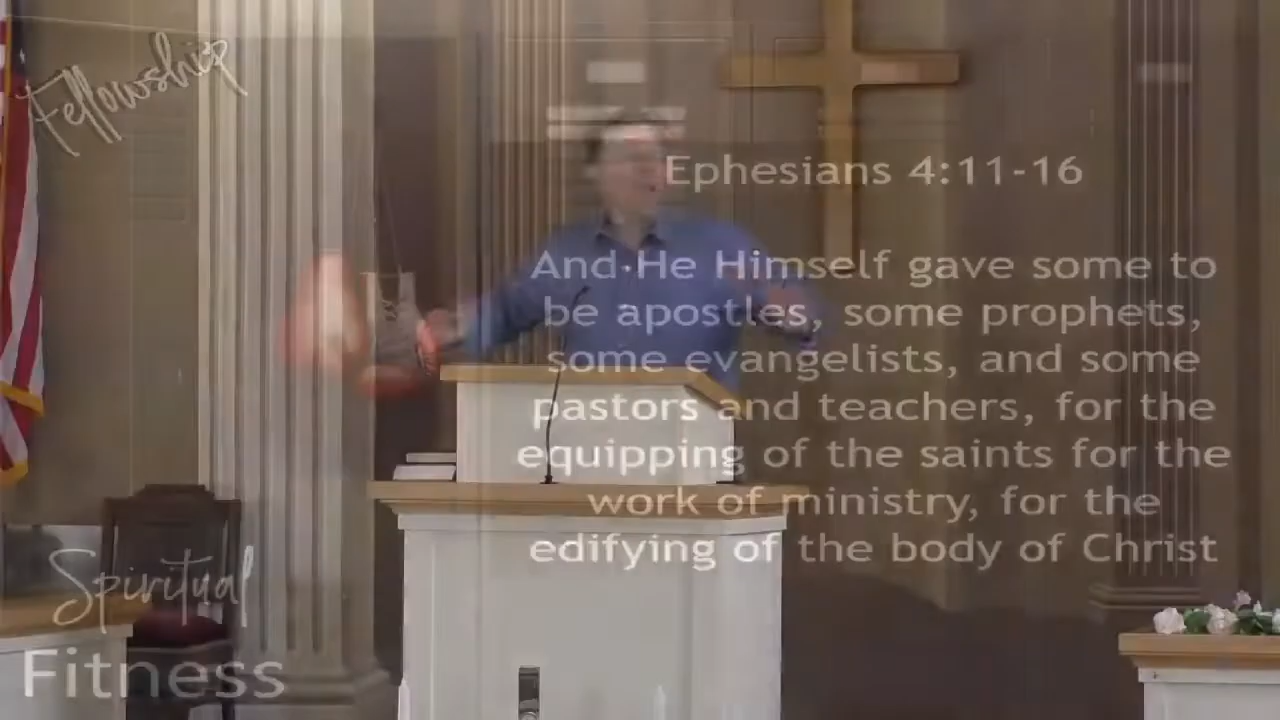 Fellowship
Ephesians 4:11-16
And He Himself gave some to
be apostles, some prophets,
some evangelists, and some
pastors and teachers, for the
equipping of the saints for the
work of ministry, for the
edifying of the body of Christ
Spiritual
Fitness